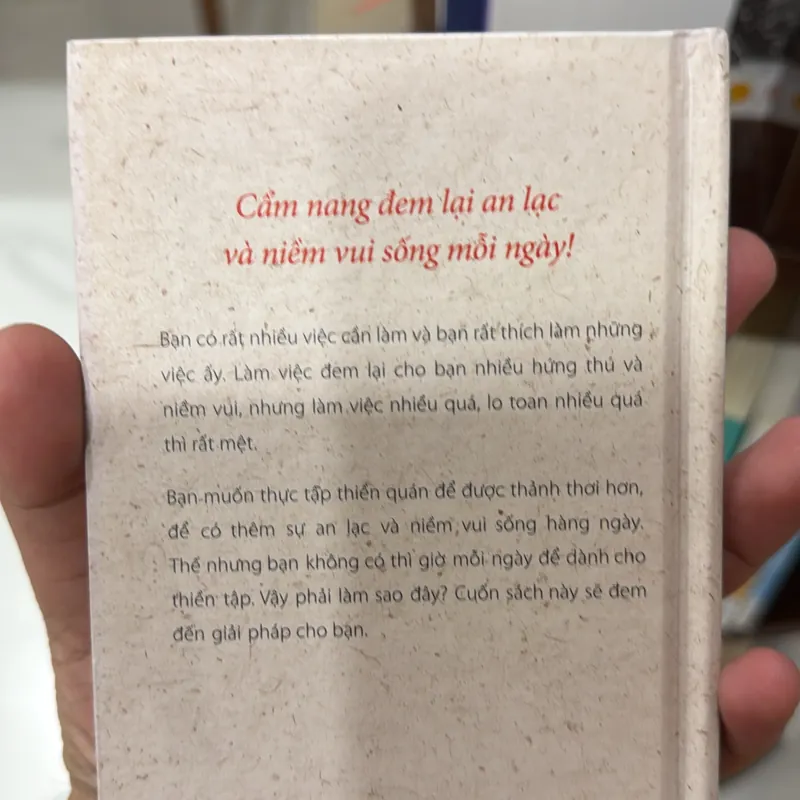 Cẩm nang đem lại an lạc
và niềm vui sống mỗi ngày!
Bạn có rất nhiều việc cần làm và bạn rất thích làm những
việc ấy. Làm việc đem lại cho bạn nhiều hứng thú và
niềm vui, nhưng làm việc nhiều quá, lo toan nhiều quá
thì rất mệt.
Bạn muốn thực tập thiền quán để được thảnh thơi hơn,
để có thêm sự an lạc và niềm vui sống hàng ngày.
Thế nhưng bạn không có thì giờ mỗi ngày để dành cho
thiền tập. Vậy phải làm sao đây? Cuốn sách này sẽ đem
đến giải pháp cho bạn.